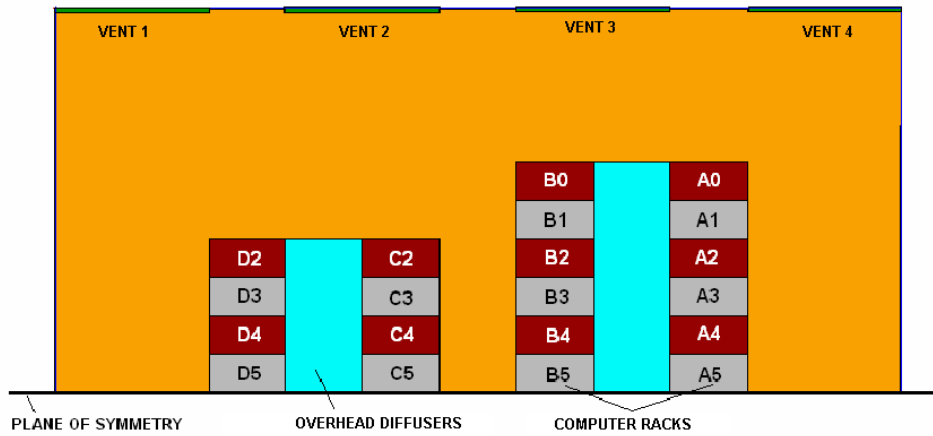 VENT 1 VENT 2 VENT 3 VENT 4
B0 A0
B1 A1
D2 C2 B2 A2
D3 C3 B3 A3
D4 C4 B4 A4
D5 C5 B5 A5
PLANE OF SYMMETRY OVERHEAD DIFFUSERS COMPUTER RACKS